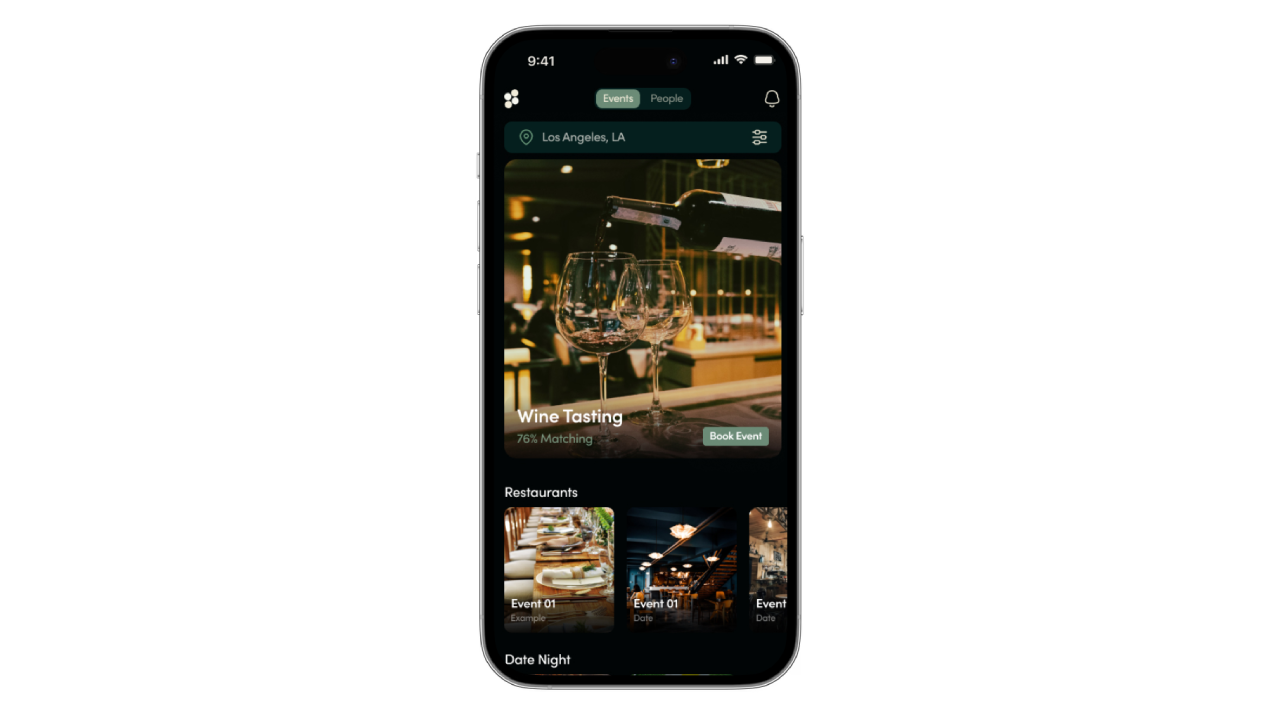 9:41
Events People
Los Angeles, LA
Wine Tasting
76% Matching
Book Event
Restaurants
Event 01
Example
Event 01
Date
Event
Date
Date Night